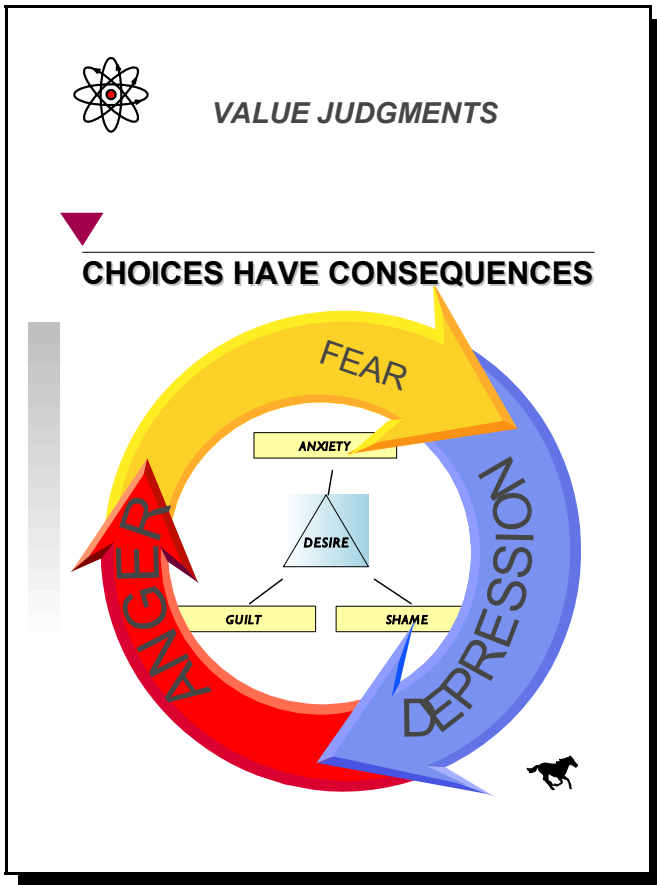 VALUE JUDGMENTS
CHOICES HAVE CONSEQUENCES
FEAR
ANXIETY
DEPRESSION
DESIRE
ANGER
GUILT
SHAME